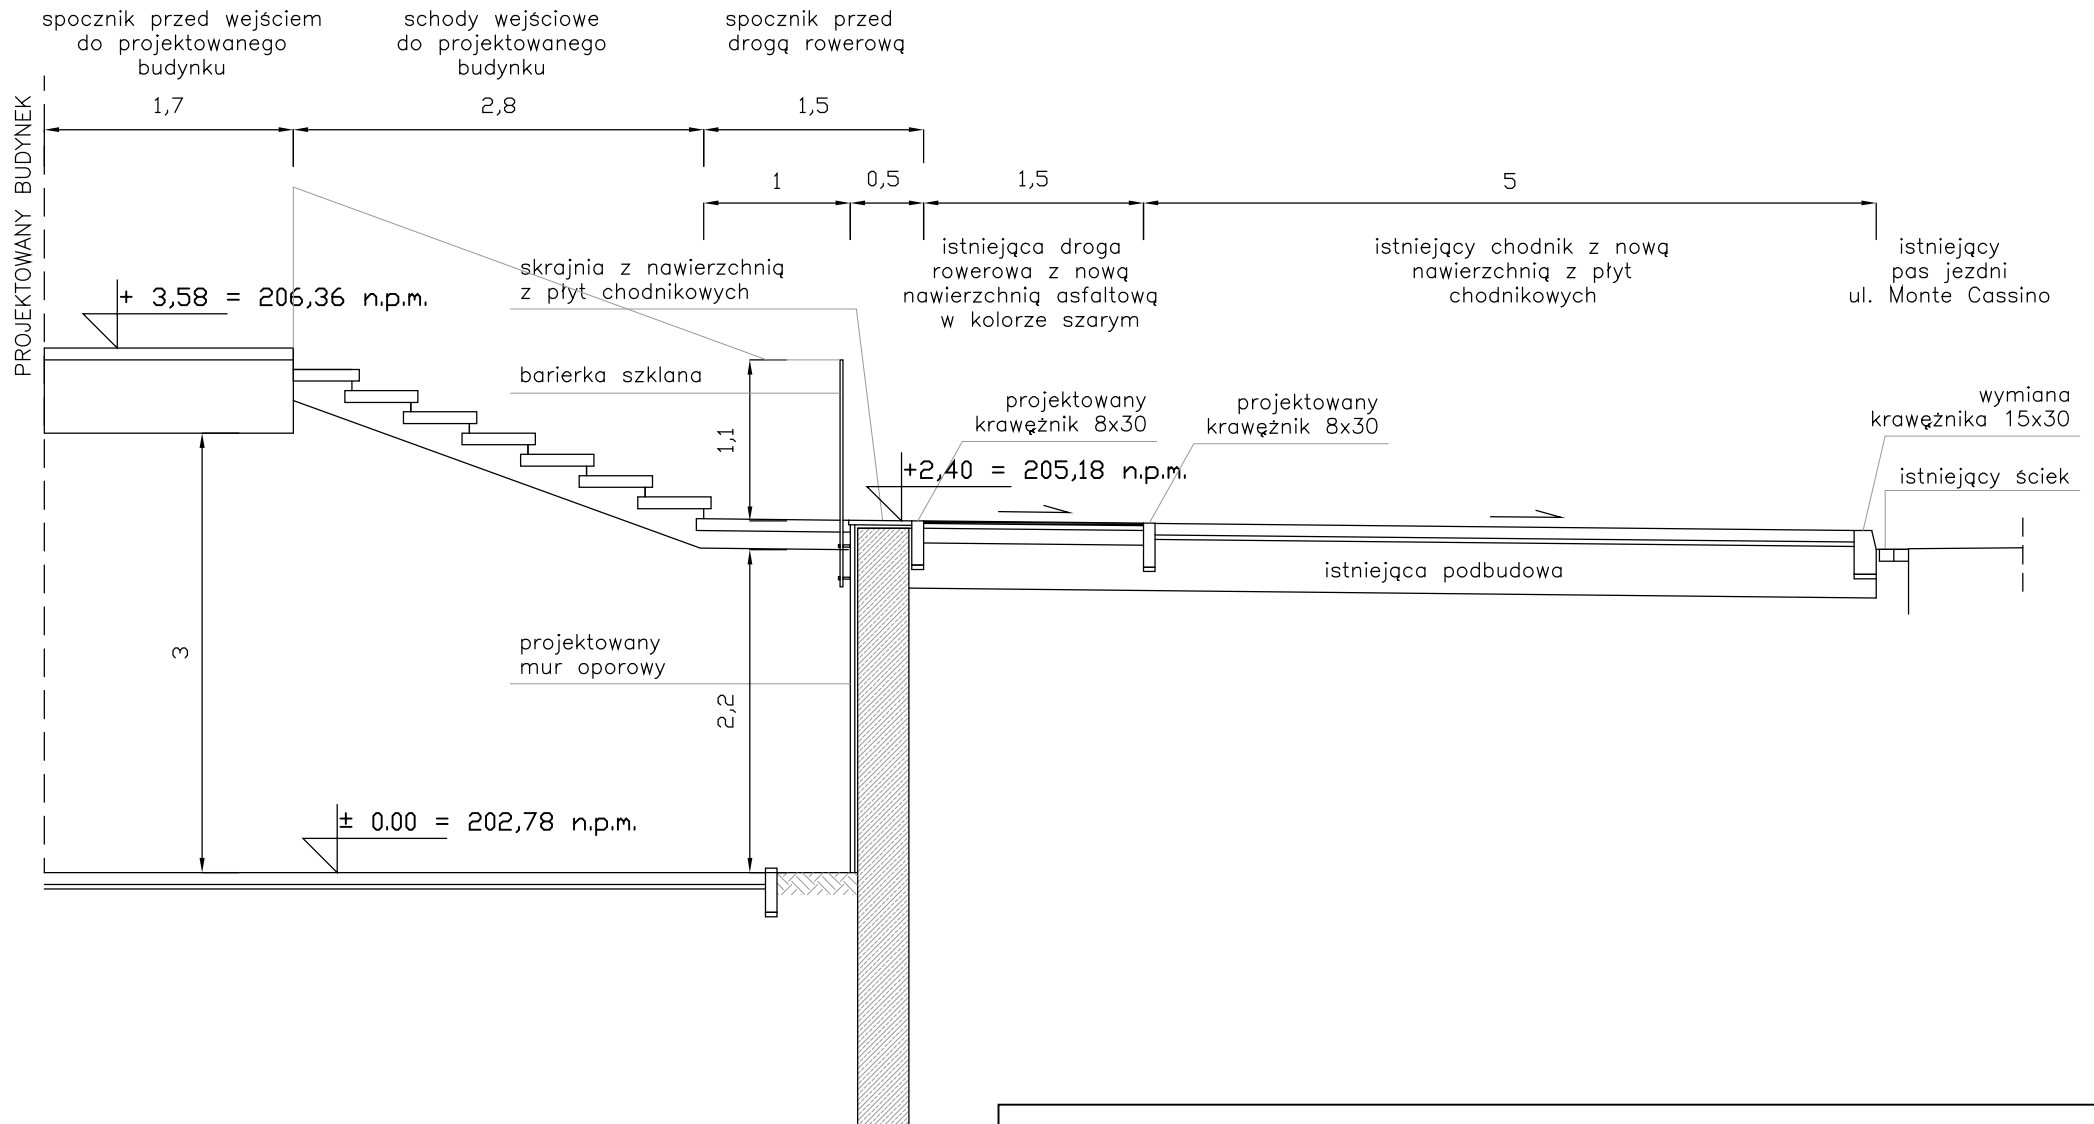 spocznik przed wejściem
do projektowanego
budynku
schody wejściowe
do projektowanego
budynku
spocznik przed
drogą rowerową
1,7
2,8
1,5
PROJEKTOWANY BUDYNEK
1
0,5
1,5
5
skrajnia z nawierzchnią
z płyt chodnikowych
istniejąca droga
rowerowa z nową
nawierzchnią asfaltową
w kolorze szarym
istniejący chodnik z nową
nawierzchnią z płyt
chodnikowych
istniejący
pas jezdni
ul. Monte Cassino
+ 3,58 = 206,36 n.p.m.
barierka szklana
1,1
projektowany
krawężnik 8x30
projektowany
krawężnik 8x30
wymiana
krawężnika 15x30
+2,40 = 205,18 n.p.m.
istniejący ściek
istniejąca podbudowa
3
projektowany
mur oporowy
2,2
± 0.00 = 202,78 n.p.m.